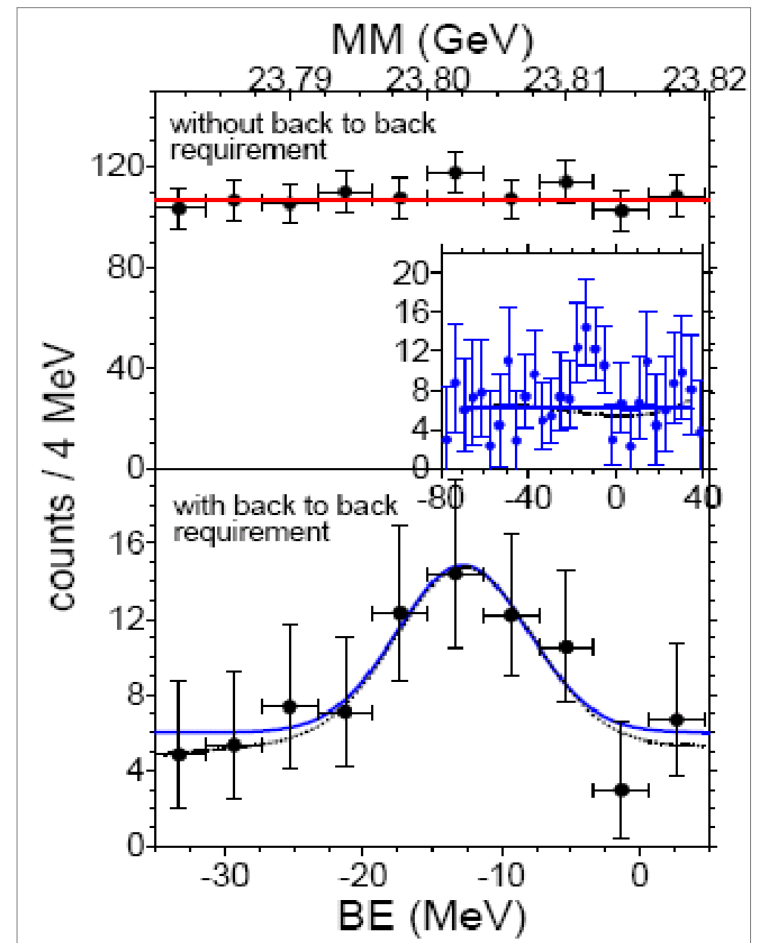 MM (GeV)
23.79 23.80 23.81 23.82
without back to back
requirement
120
80
40
0
20
16
12
8
4
0
-80 -40 0 40
counts / 4 MeV
with back to back
requirement
16
12
8
4
0
-30 -20 -10 0
BE (MeV)